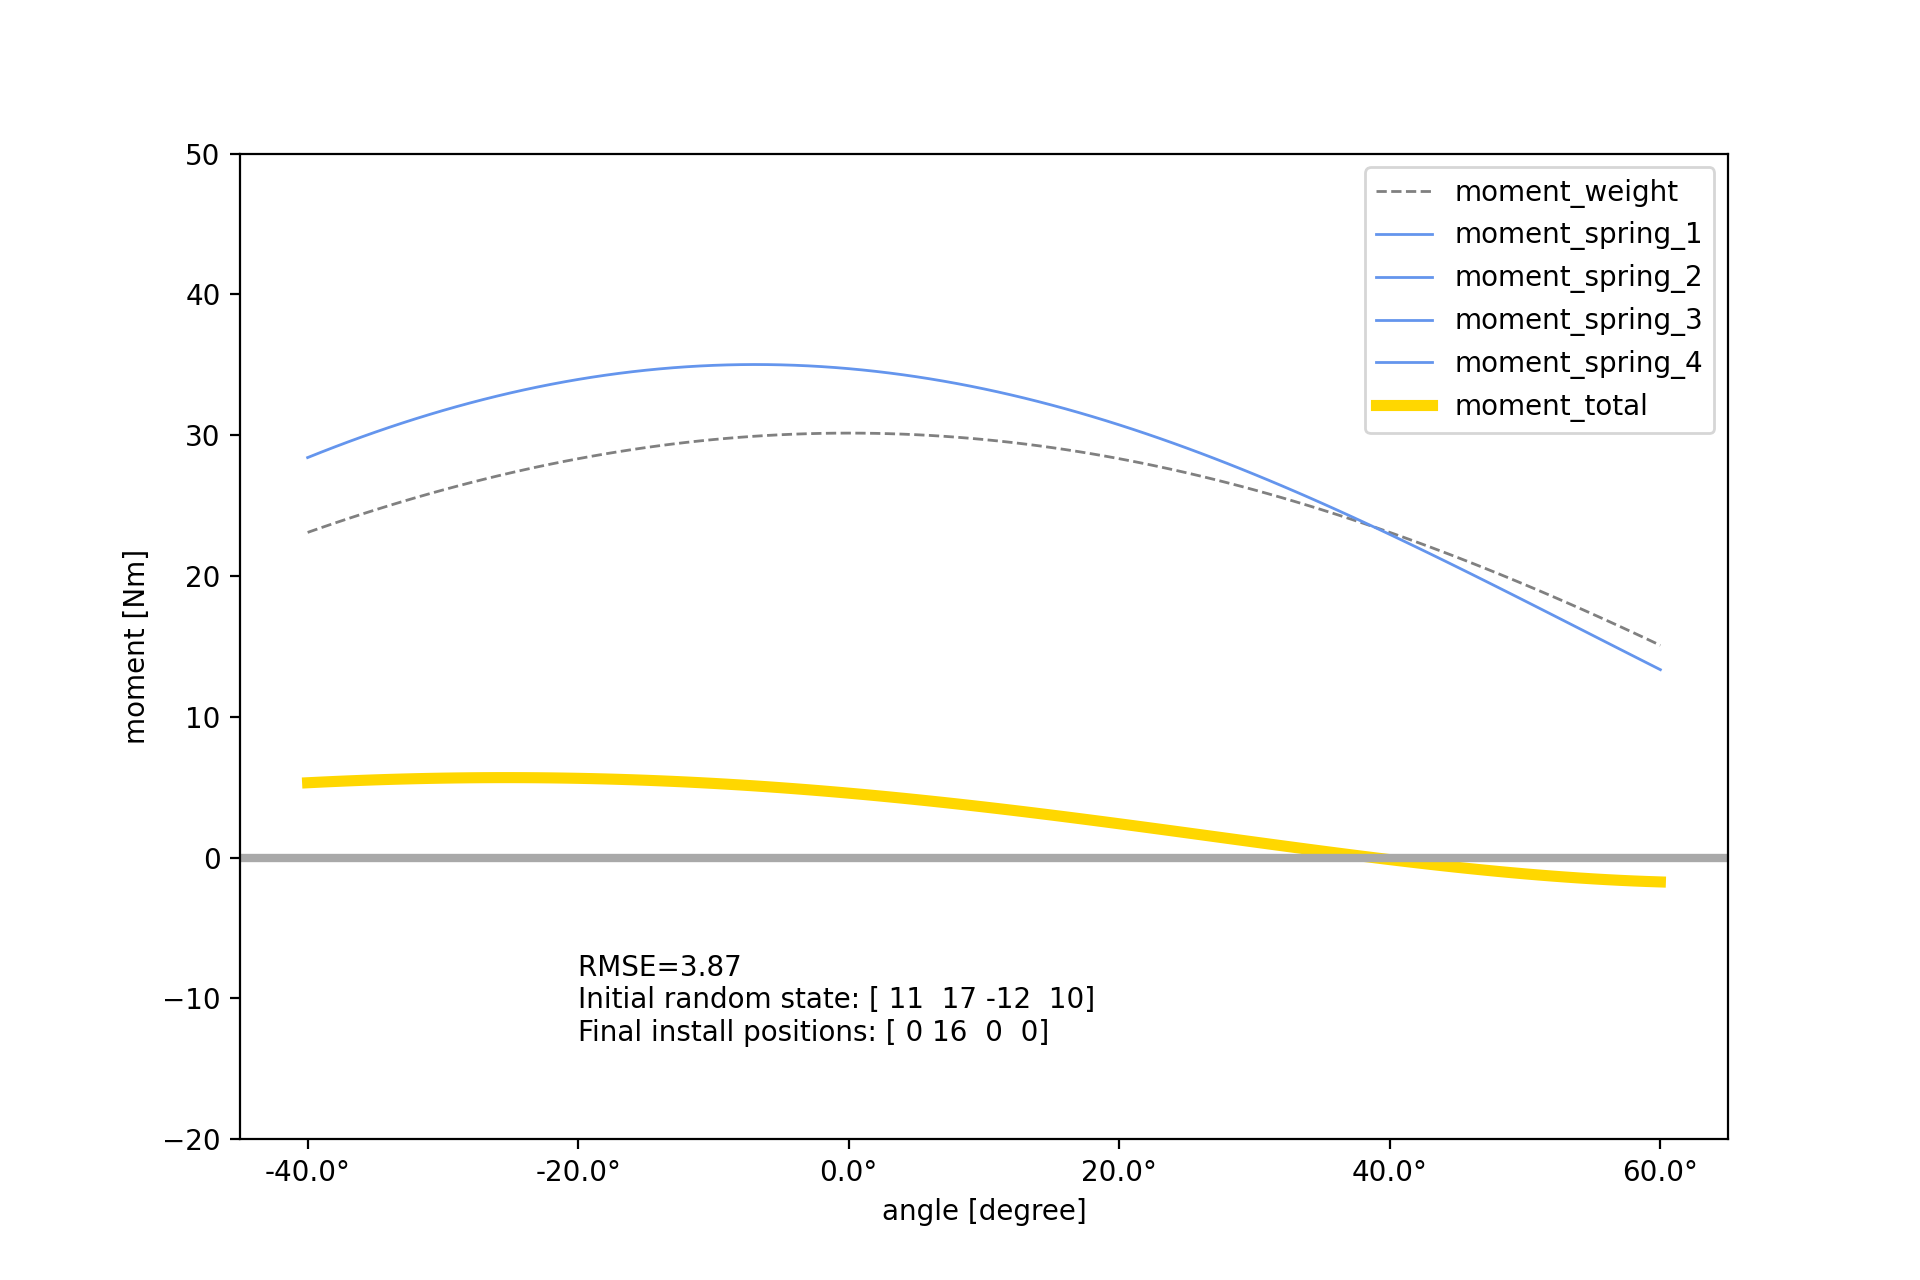 50
40
30
20
10
0
−10
−20
moment [Nm]
moment_weight
moment_spring_1
moment_spring_2
moment_spring_3
moment_spring_4
moment_total
RMSE=3.87
Initial random state: [ 11  17 -12  10]
Final install positions: [ 0 16  0  0]
-40.0° -20.0° 0.0° 20.0° 40.0° 60.0°
angle [degree]